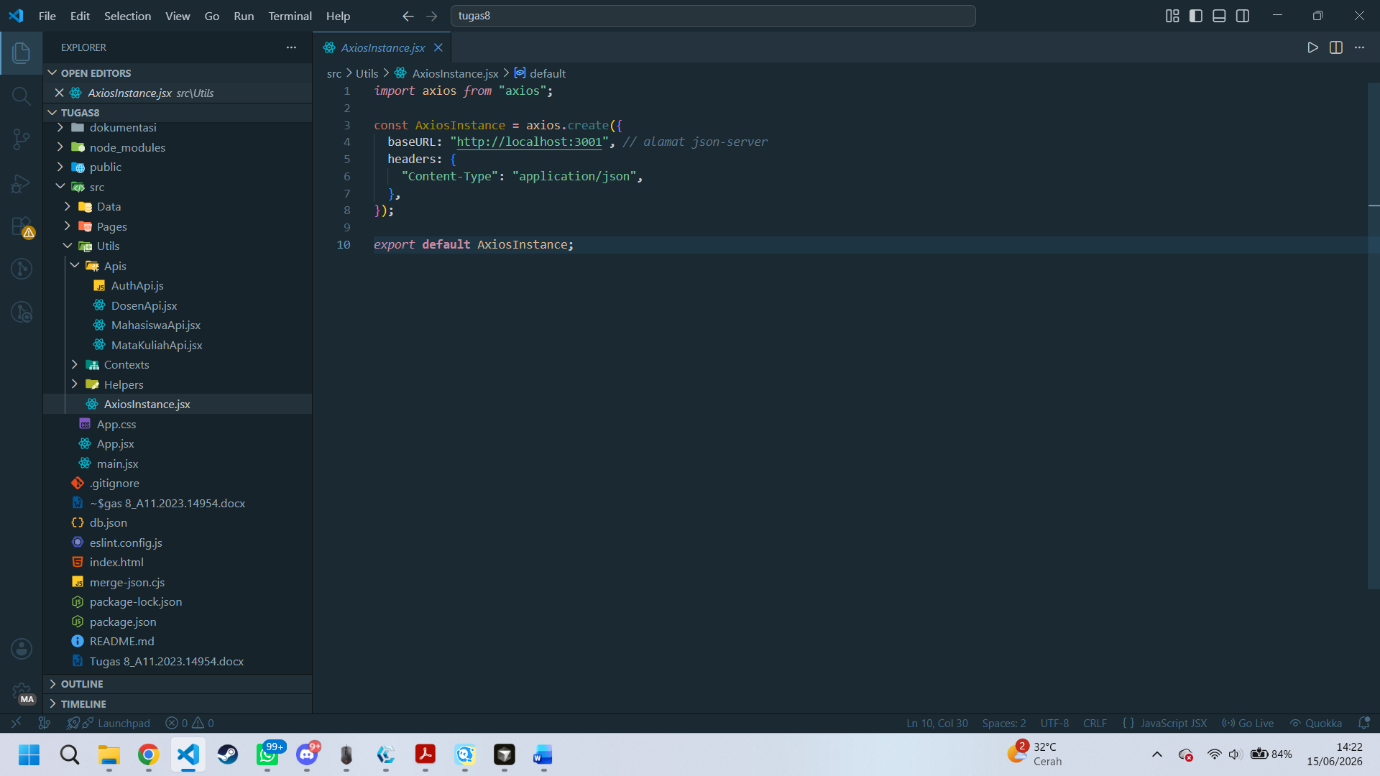 File Edit Selection View Go Run Terminal Help
tugas8
EXPLORER
OPEN EDITORS
AxiosInstance.jsx src\Utils
TUGAS8
dokumentasi
node_modules
public
src
Data
Pages
Utils
Apis
AuthApi.js
DosenApi.jsx
MahasiswaApi.jsx
MataKuliahApi.jsx
Contexts
Helpers
AxiosInstance.jsx
App.css
App.jsx
main.jsx
.gitignore
~$gas 8_A11.2023.14954.docx
db.json
eslint.config.js
index.html
merge-json.cjs
package-lock.json
package.json
README.md
Tugas 8_A11.2023.14954.docx
OUTLINE
TIMELINE
MA
AxiosInstance.jsx
src > Utils > AxiosInstance.jsx > default
1 import axios from "axios";
2
3 const AxiosInstance = axios.create({
4 baseURL: "http://localhost:3001", // alamat json-server
5 headers: {
6 "Content-Type": "application/json",
7 },
8 });
9
10 export default AxiosInstance;
Launchpad 0 0 Ln 10, Col 30 Spaces: 2 UTF-8 CRLF { } JavaScript JSX Go Live Quokka
99+ 9+ 2 32°C 84% 14:22
Cerah 15/06/2026